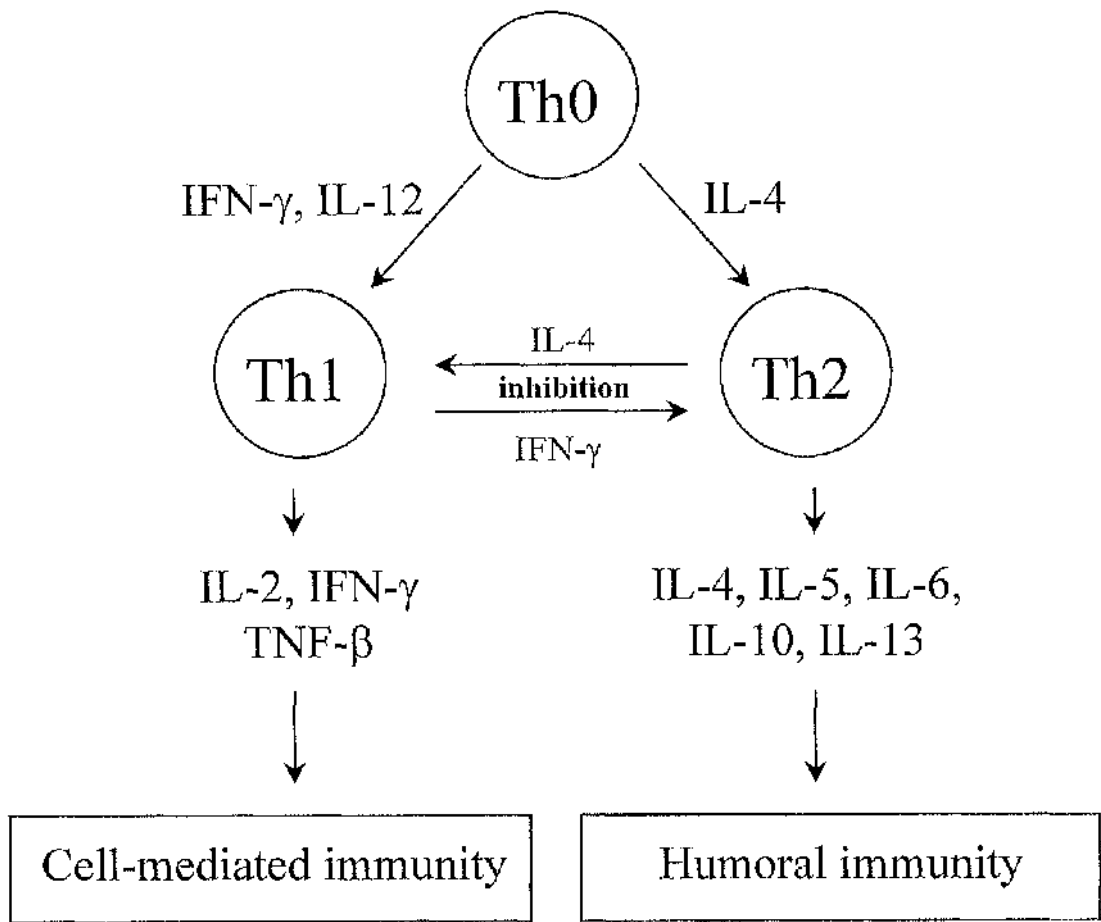 Th0
IFN-γ, IL-12
IL-4
Th1
IL-4
inhibition
IFN-γ
Th2
IL-2, IFN-γ
TNF-β
IL-4, IL-5, IL-6,
IL-10, IL-13
Cell-mediated immunity
Humoral immunity